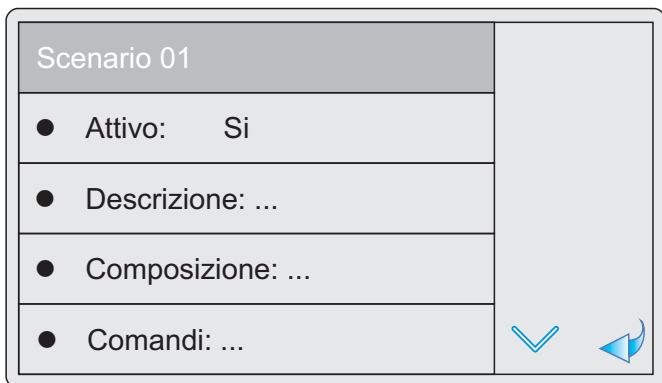 Scenario 01
● Attivo: Si
● Descrizione: ...
● Composizione: ...
● Comandi: ...